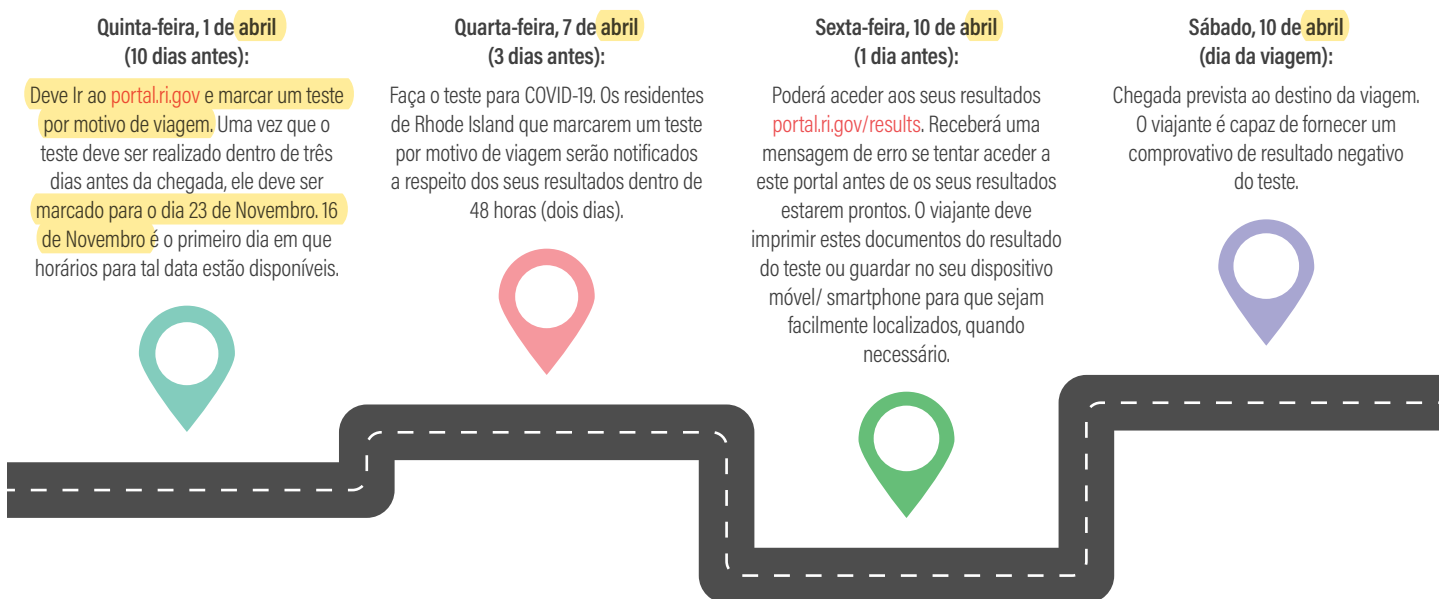 Quinta-feira, 1 de abril
(10 dias antes):
Deve Ir ao portal.ri.gov e marcar um teste
por motivo de viagem. Uma vez que o
teste deve ser realizado dentro de três
dias antes da chegada, ele deve ser
marcado para o dia 23 de Novembro. 16
de Novembro é o primeiro dia em que
horários para tal data estão disponíveis.
Quarta-feira, 7 de abril
(3 dias antes):
Faça o teste para COVID-19. Os residentes
de Rhode Island que marcarem um teste
por motivo de viagem serão notificados
a respeito dos seus resultados dentro de
48 horas (dois dias).
Sexta-feira, 10 de abril
(1 dia antes):
Poderá aceder aos seus resultados
portal.ri.gov/results. Receberá uma
mensagem de erro se tentar aceder a
este portal antes de os seus resultados
estarem prontos. O viajante deve
imprimir estes documentos do resultado
do teste ou guardar no seu dispositivo
móvel/ smartphone para que sejam
facilmente localizados, quando
necessário.
Sábado, 10 de abril
(dia da viagem):
Chegada prevista ao destino da viagem.
O viajante é capaz de fornecer um
comprovativo de resultado negativo
do teste.